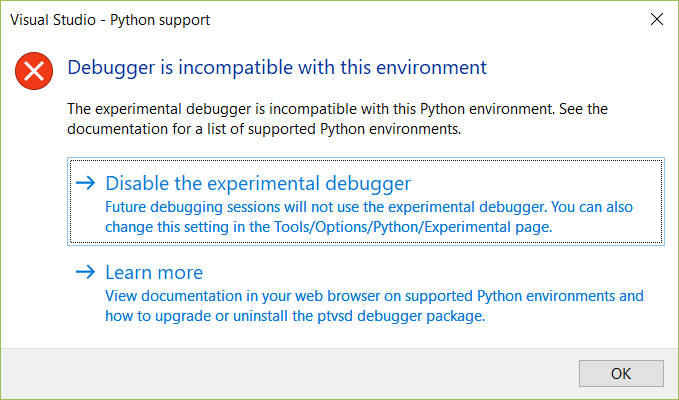 Visual Studio - Python support
Debugger is incompatible with this environment
The experimental debugger is incompatible with this Python environment. See the
documentation for a list of supported Python environments.
Disable the experimental debugger
Future debugging sessions will not use the experimental debugger. You can also
change this setting in the Tools/Options/Python/Experimental page.
Learn more
View documentation in your web browser on supported Python environments and
how to upgrade or uninstall the ptvsd debugger package.
OK